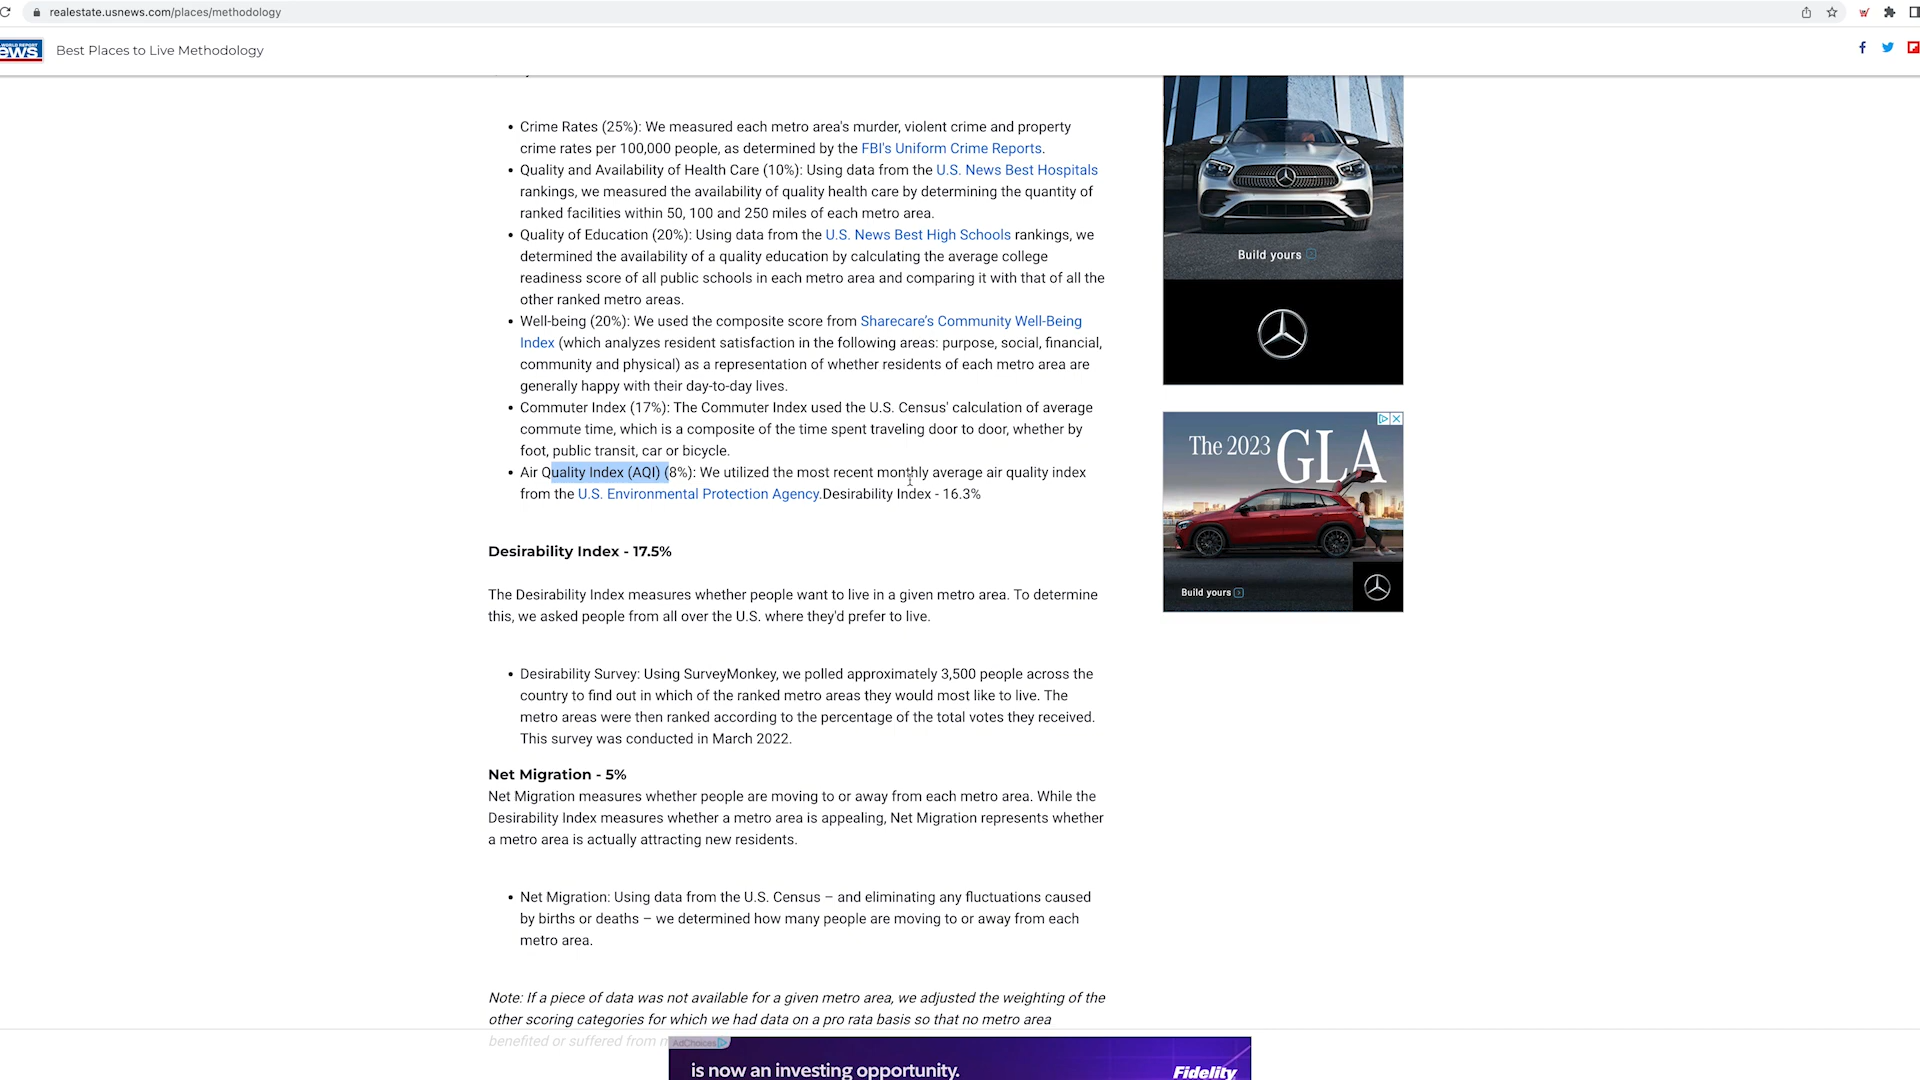 realestate.usnews.com/places/methodology
WORLD REPORT
ews
Best Places to Live Methodology
• Crime Rates (25%): We measured each metro area's murder, violent crime and property
crime rates per 100,000 people, as determined by the FBI's Uniform Crime Reports.
• Quality and Availability of Health Care (10%): Using data from the U.S. News Best Hospitals
rankings, we measured the availability of quality health care by determining the quantity of
ranked facilities within 50, 100 and 250 miles of each metro area.
• Quality of Education (20%): Using data from the U.S. News Best High Schools rankings, we
determined the availability of a quality education by calculating the average college
readiness score of all public schools in each metro area and comparing it with that of all the
other ranked metro areas.
• Well-being (20%): We used the composite score from Sharecare's Community Well-Being
Index (which analyzes resident satisfaction in the following areas: purpose, social, financial,
community and physical) as a representation of whether residents of each metro area are
generally happy with their day-to-day lives.
• Commuter Index (17%): The Commuter Index used the U.S. Census' calculation of average
commute time, which is a composite of the time spent traveling door to door, whether by
foot, public transit, car or bicycle.
• Air Quality Index (AQI) (8%): We utilized the most recent monthly average air quality index
from the U.S. Environmental Protection Agency.Desirability Index - 16.3%
Desirability Index - 17.5%
The Desirability Index measures whether people want to live in a given metro area. To determine
this, we asked people from all over the U.S. where they'd prefer to live.
• Desirability Survey: Using SurveyMonkey, we polled approximately 3,500 people across the
country to find out in which of the ranked metro areas they would most like to live. The
metro areas were then ranked according to the percentage of the total votes they received.
This survey was conducted in March 2022.
Net Migration - 5%
Net Migration measures whether people are moving to or away from each metro area. While the
Desirability Index measures whether a metro area is appealing, Net Migration represents whether
a metro area is actually attracting new residents.
• Net Migration: Using data from the U.S. Census – and eliminating any fluctuations caused
by births or deaths – we determined how many people are moving to or away from each
metro area.
Note: If a piece of data was not available for a given metro area, we adjusted the weighting of the
other scoring categories for which we had data on a pro rata basis so that no metro area
benefited or suffered from
Build yours
The 2023 GLA
Build yours
AdChoices
is now an investing opportunity.
Fidelity